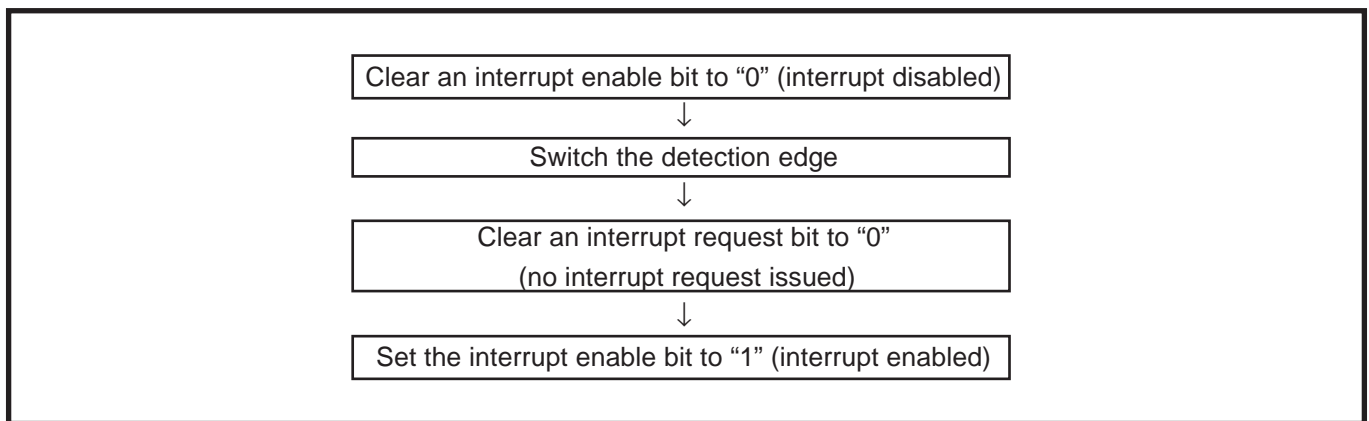 Clear an interrupt enable bit to “0” (interrupt disabled)
↓
Switch the detection edge
↓
Clear an interrupt request bit to “0”
(no interrupt request issued)
↓
Set the interrupt enable bit to “1” (interrupt enabled)